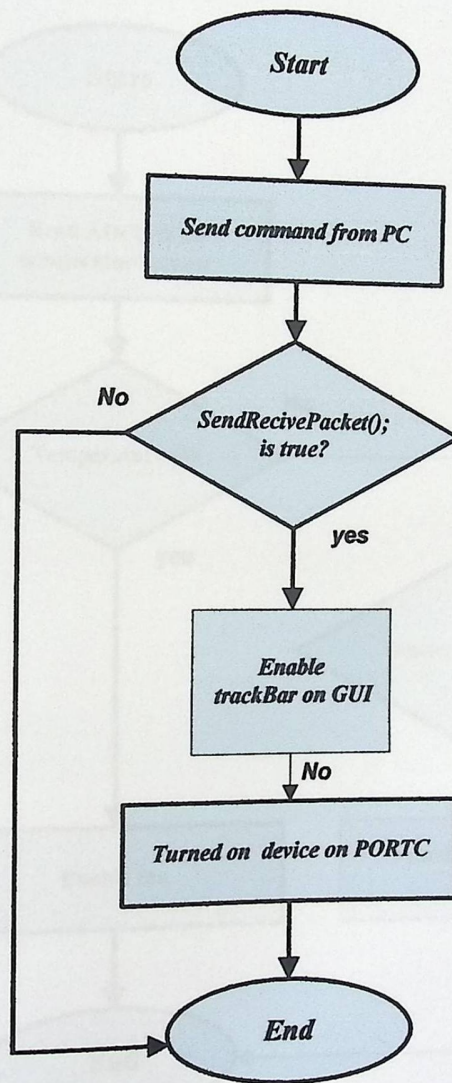 Start
Send command from PC
No
SendRecivePacket();
is true?
yes
Enable
trackBar on GUI
No
Turned on device on PORTC
End